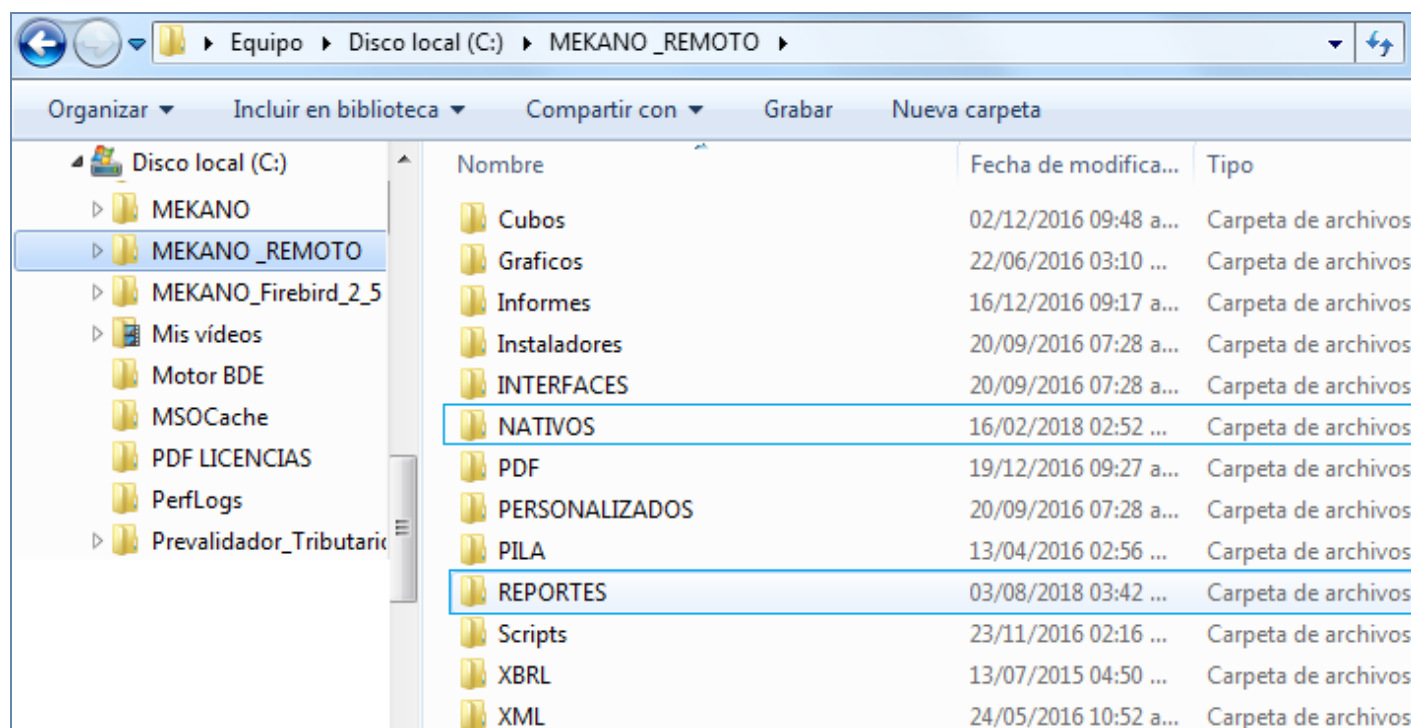 Equipo Disco local (C:) MEKANO _REMOTO
Organizar Incluir en biblioteca Compartir con Grabar Nueva carpeta
Disco local (C:)
MEKANO
MEKANO _REMOTO
MEKANO_Firebird_2_5
Mis vídeos
Motor BDE
MSOCache
PDF LICENCIAS
PerfLogs
Prevalidador_Tributario
Nombre Fecha de modifica... Tipo
Cubos 02/12/2016 09:48 a... Carpeta de archivos
Graficos 22/06/2016 03:10 ... Carpeta de archivos
Informes 16/12/2016 09:17 a... Carpeta de archivos
Instaladores 20/09/2016 07:28 a... Carpeta de archivos
INTERFACES 20/09/2016 07:28 a... Carpeta de archivos
NATIVOS 16/02/2018 02:52 ... Carpeta de archivos
PDF 19/12/2016 09:27 a... Carpeta de archivos
PERSONALIZADOS 20/09/2016 07:28 a... Carpeta de archivos
PILA 13/04/2016 02:56 ... Carpeta de archivos
REPORTES 03/08/2018 03:42 ... Carpeta de archivos
Scripts 23/11/2016 02:16 ... Carpeta de archivos
XBRL 13/07/2015 04:50 ... Carpeta de archivos
XML 24/05/2016 10:52 a... Carpeta de archivos